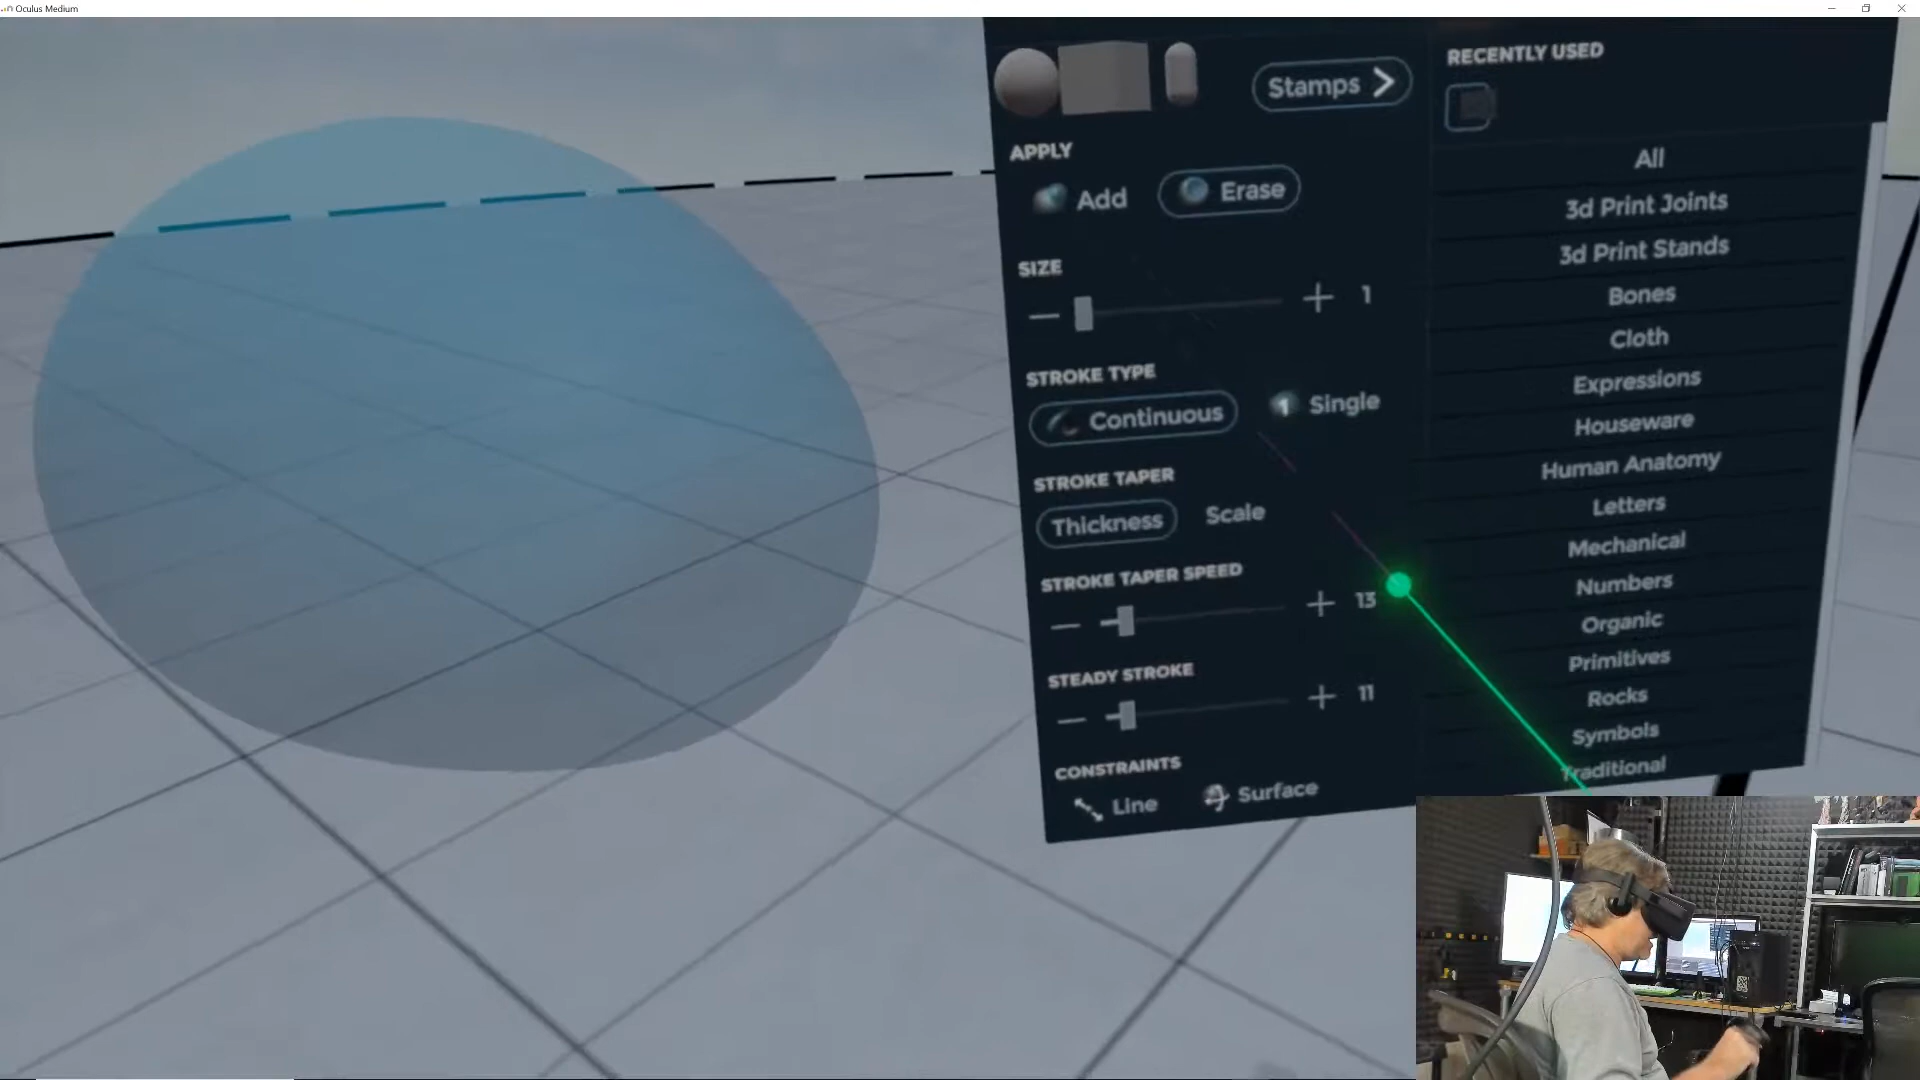 Oculus Medium
Stamps
APPLY
Add
Erase
SIZE
1
STROKE TYPE
Continuous
1 Single
STROKE TAPER
Thickness
Scale
STROKE TAPER SPEED
13
STEADY STROKE
11
CONSTRAINTS
Line
Surface
RECENTLY USED
All
3d Print Joints
3d Print Stands
Bones
Cloth
Expressions
Houseware
Human Anatomy
Letters
Mechanical
Numbers
Organic
Primitives
Rocks
Symbols
Traditional